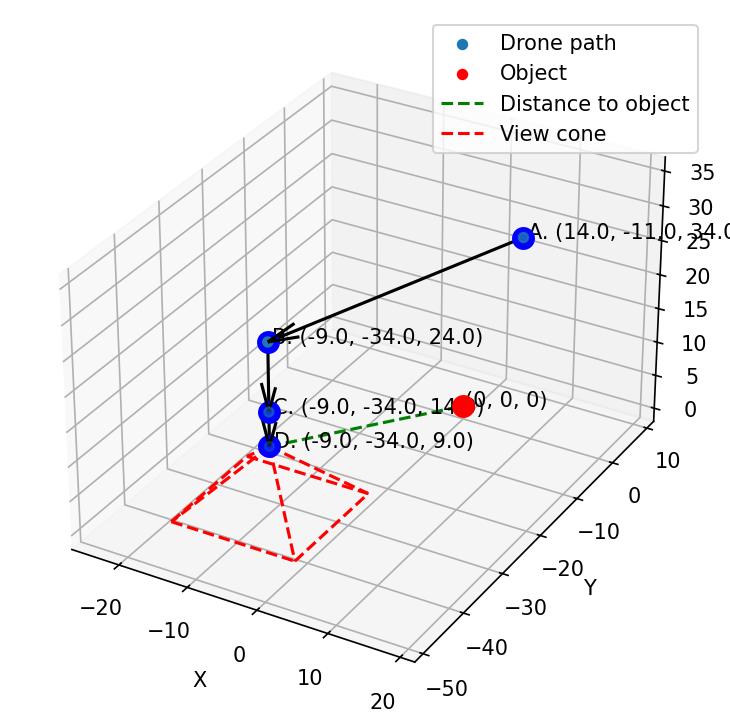 Drone path
Object
Distance to object
View cone
A. (14.0, -11.0, 34.0
B. (-9.0, -34.0, 24.0)
C. (-9.0, -34.0, 14.0)
(0, 0, 0)
D. (-9.0, -34.0, 9.0)
35
30
25
20
15
10
5
0
10
0
−10
−20
−30
−40
−50
Y
−20
−10
0
10
20
X